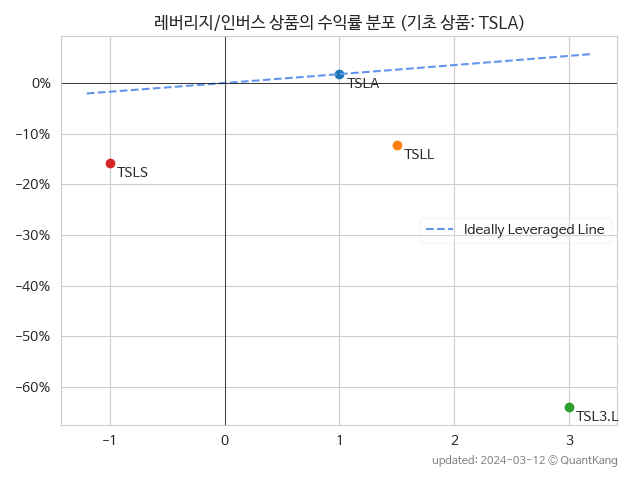 레버리지/인버스 상품의 수익률 분포 (기초 상품: TSLA)
0%
TSLA
−10%
TSLL
TSLS
−20%
Ideally Leveraged Line
−30%
−40%
−50%
−60%
TSL3.L
−1 0 1 2 3
updated: 2024−03−12 © QuantKang